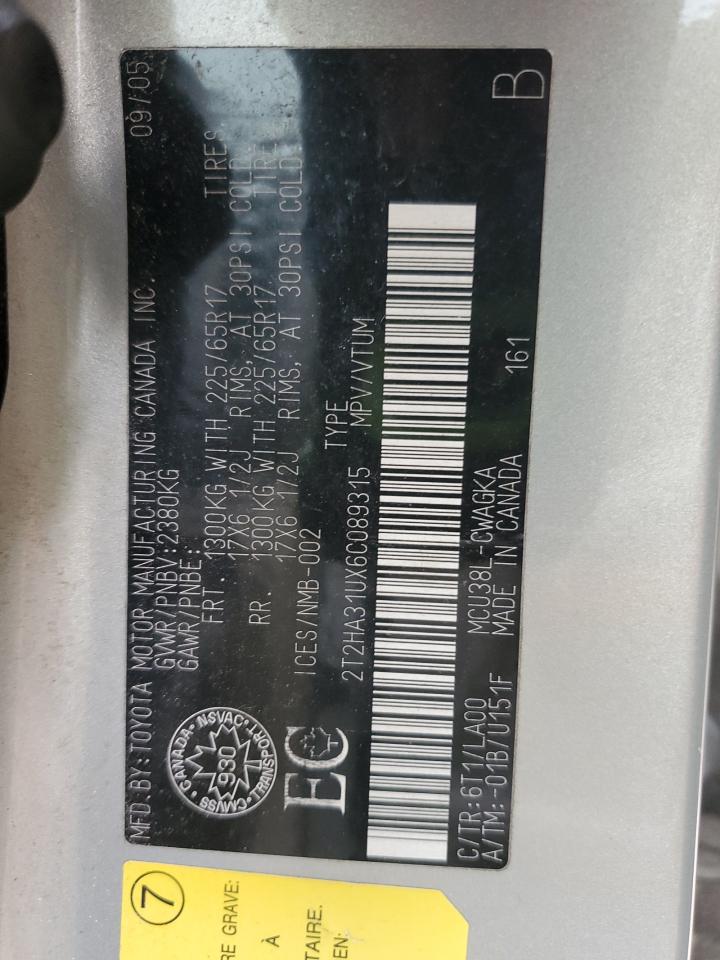 MFD.BY:TOYOTA MOTOR MANUFACTURING CANADA INC. 09/05
GVWR/PNBV:2380KG
GAWR/PNBE:
FRT. 1300KG WITH 225/65R17 TIRES,
17X6 1/2J RIMS, AT 30PSI COLD.
RR. 1300KG WITH 225/65R17 TIRES,
17X6 1/2J RIMS, AT 30PSI COLD.
CANADA · NSVAC · TRANSPORT · CMVSS
930
EC
ICES/NMB-002 TYPE
2T2HA31UX6C089315 MPV/VTUM
C/TR:6T1/LA00 MCU38L-CWAGKA 161 B
A/TM:-01B/U151F MADE IN CANADA
7
RE GRAVE:
À
TAIRE.
EN: